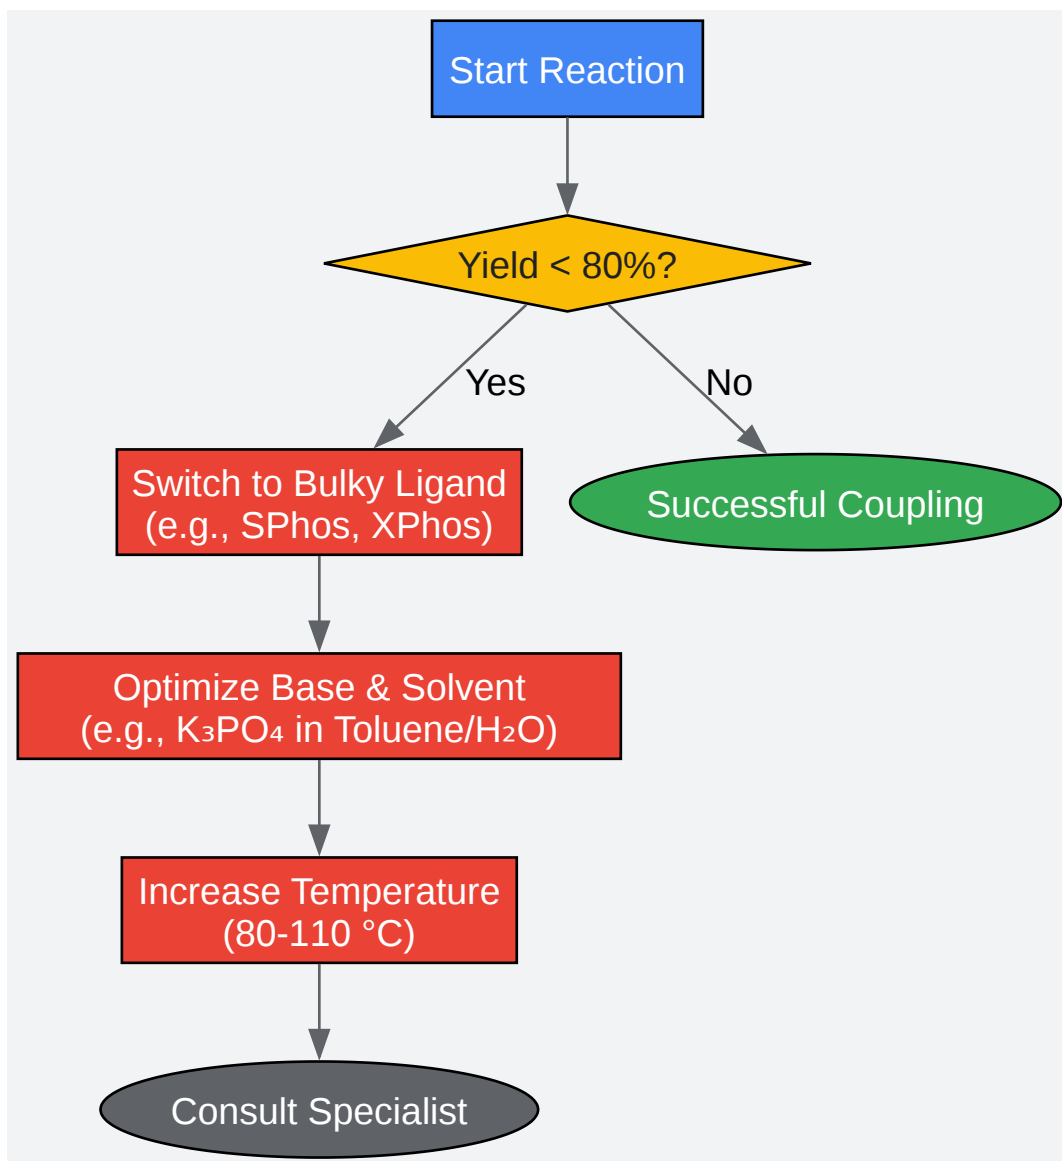 Start Reaction
Yield < 80%?
Yes
No
Switch to Bulky Ligand
(e.g., SPhos, XPhos)
Successful Coupling
Optimize Base & Solvent
(e.g., K₃PO₄ in Toluene/H₂O)
Increase Temperature
(80-110 °C)
Consult Specialist